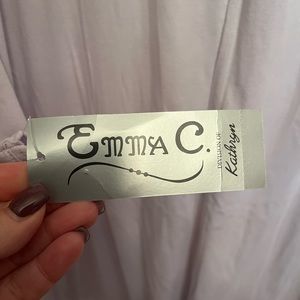 Emma C.
DIVISION OF
Kathryn